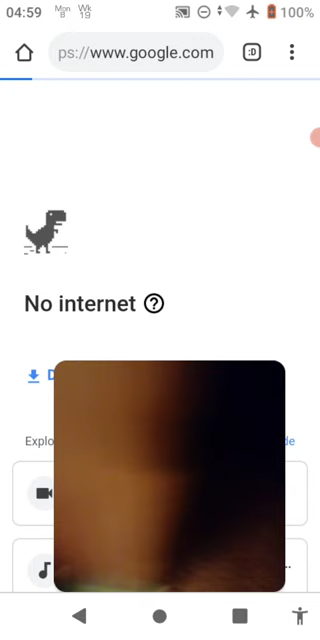 04:59 Mon 8 Wk 19 100%
ps://www.google.com :D
No internet
D
Explo de
..